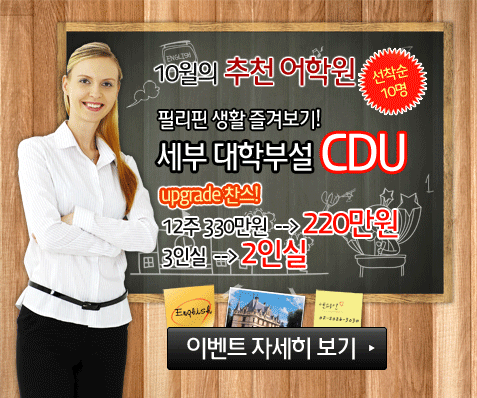 ENGLISH
10월의 추천 어학원
선착순
10명
필리핀 생활 즐겨보기!
세부 대학부설 CDU
upgrade 찬스!
12주 330만원 --> 220만원
3인실 --> 2인실
English
이벤트 자세히 보기